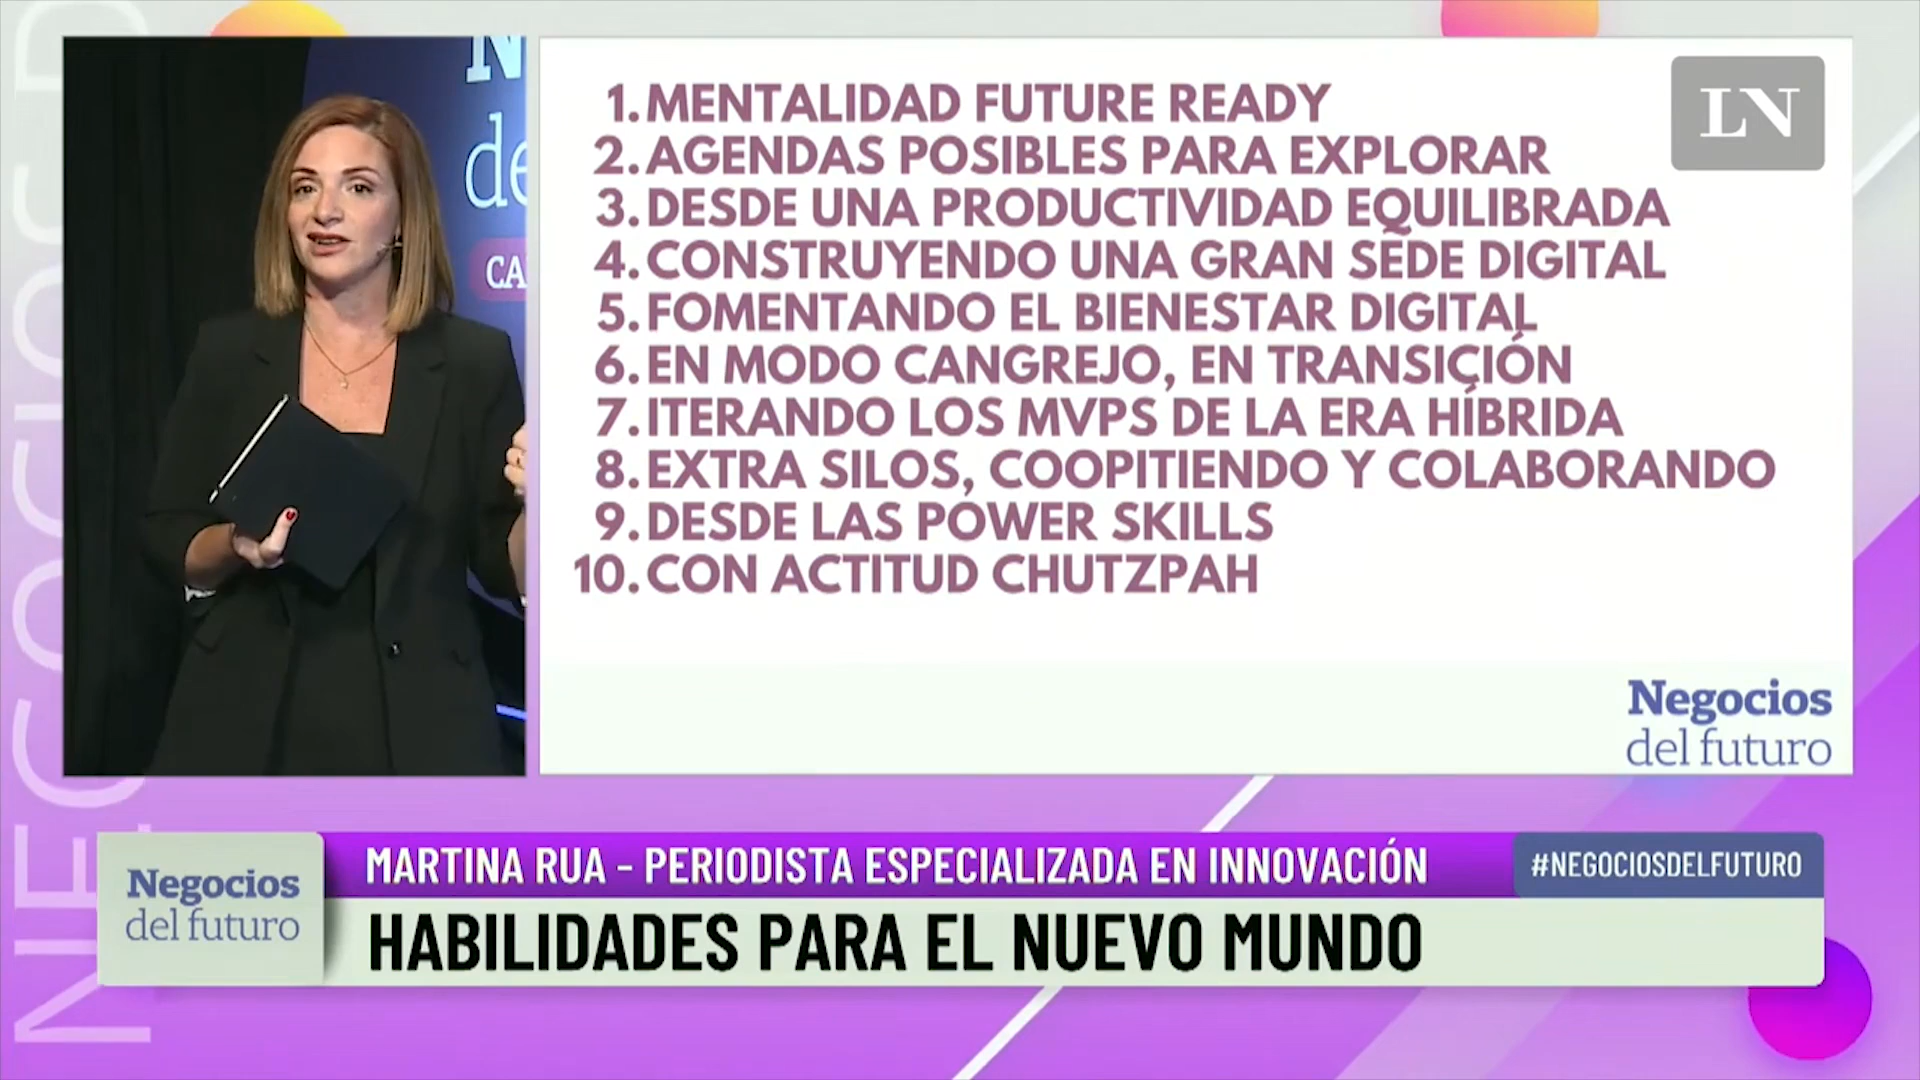 NEGOCIOS D
N
de
CA
1. MENTALIDAD FUTURE READY
2. AGENDAS POSIBLES PARA EXPLORAR
3. DESDE UNA PRODUCTIVIDAD EQUILIBRADA
4. CONSTRUYENDO UNA GRAN SEDE DIGITAL
5. FOMENTANDO EL BIENESTAR DIGITAL
6. EN MODO CANGREJO, EN TRANSICIÓN
7. ITERANDO LOS MVPS DE LA ERA HÍBRIDA
8. EXTRA SILOS, COOPITIENDO Y COLABORANDO
9. DESDE LAS POWER SKILLS
10. CON ACTITUD CHUTZPAH
LN
Negocios
del futuro
Negocios
del futuro
MARTINA RUA - PERIODISTA ESPECIALIZADA EN INNOVACIÓN
#NEGOCIOSDELFUTURO
HABILIDADES PARA EL NUEVO MUNDO